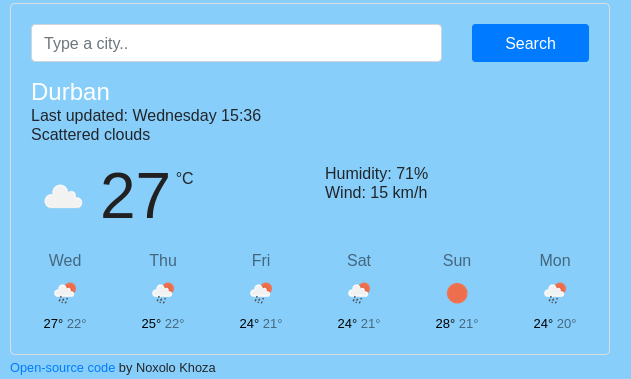 Type a city..
Search
Durban
Last updated: Wednesday 15:36
Scattered clouds
27 °C
Humidity: 71%
Wind: 15 km/h
Wed Thu Fri Sat Sun Mon
27° 22° 25° 22° 24° 21° 24° 21° 28° 21° 24° 20°
Open-source code by Noxolo Khoza